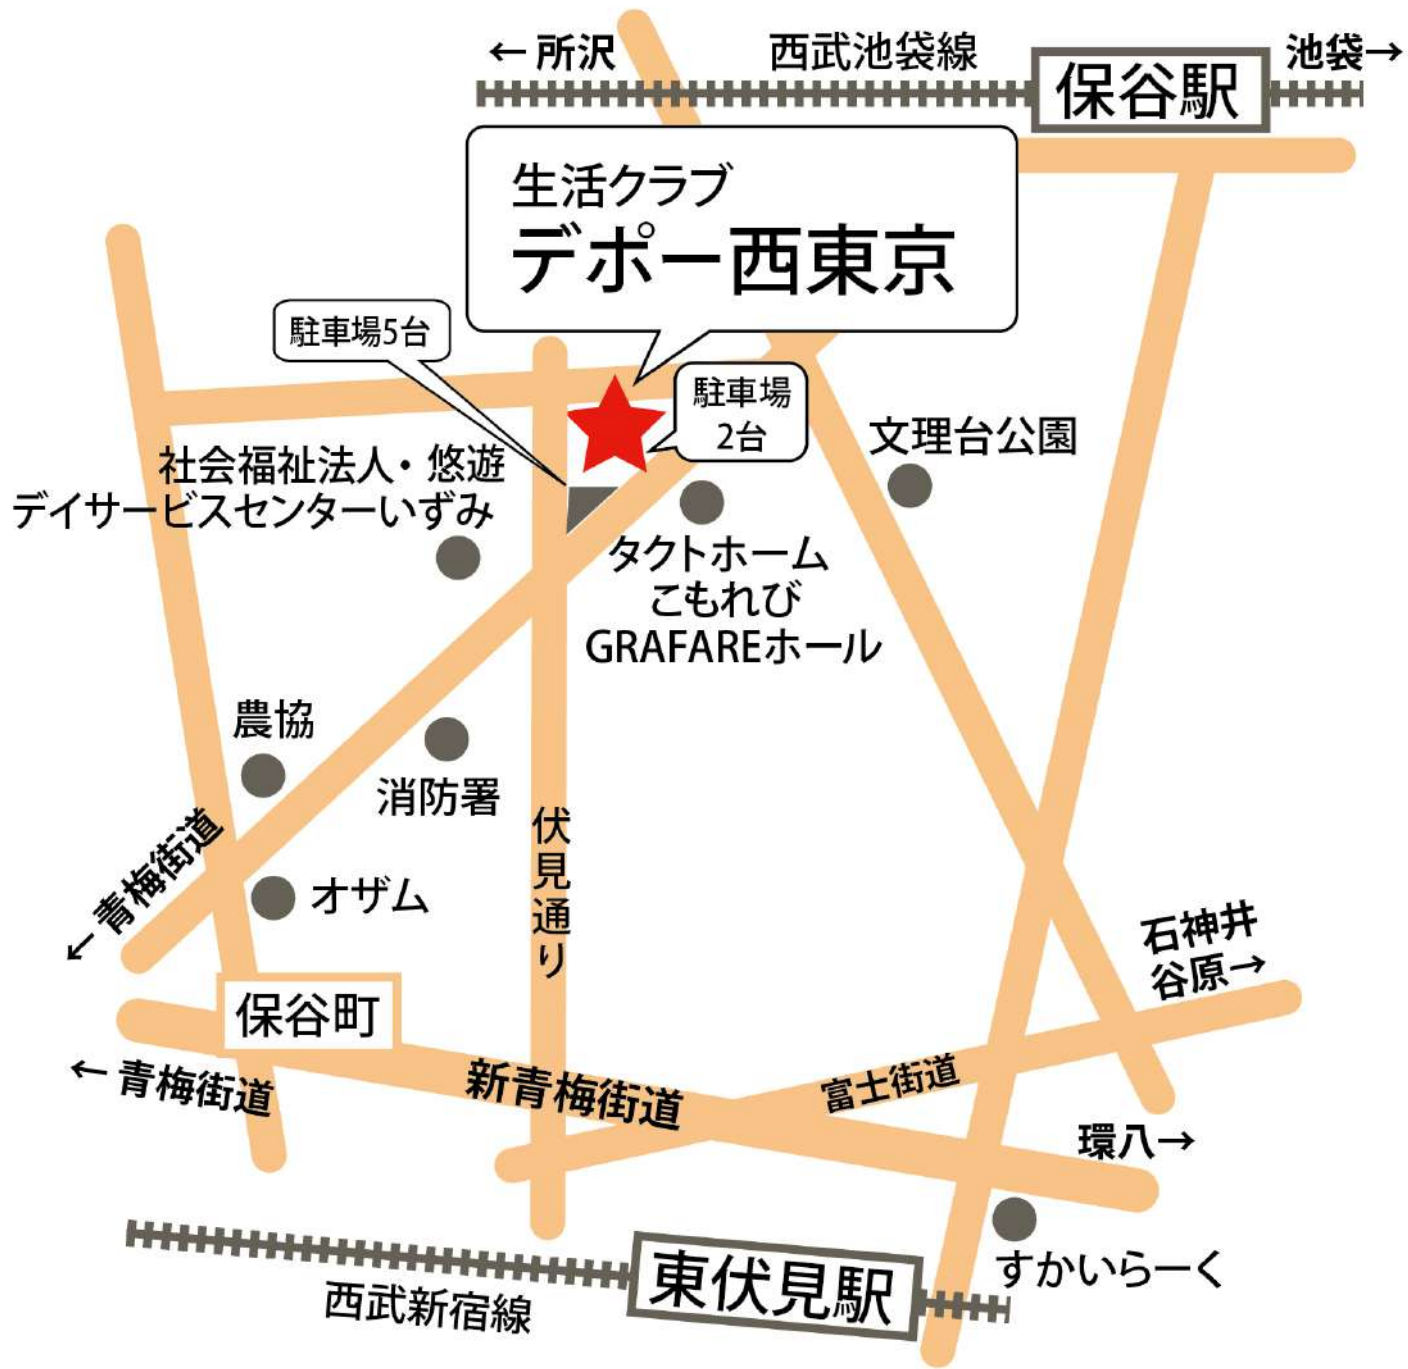 ← 所沢
西武池袋線
保谷駅
池袋→
生活クラブ
デポー西東京
駐車場5台
駐車場
2台
文理台公園
社会福祉法人・悠遊
デイサービスセンターいずみ
タクトホーム
こもれび
GRAFAREホール
農協
消防署
伏見通り
← 青梅街道
オザム
石神井
谷原→
保谷町
← 青梅街道
新青梅街道
富士街道
環八→
すかいらーく
東伏見駅
西武新宿線